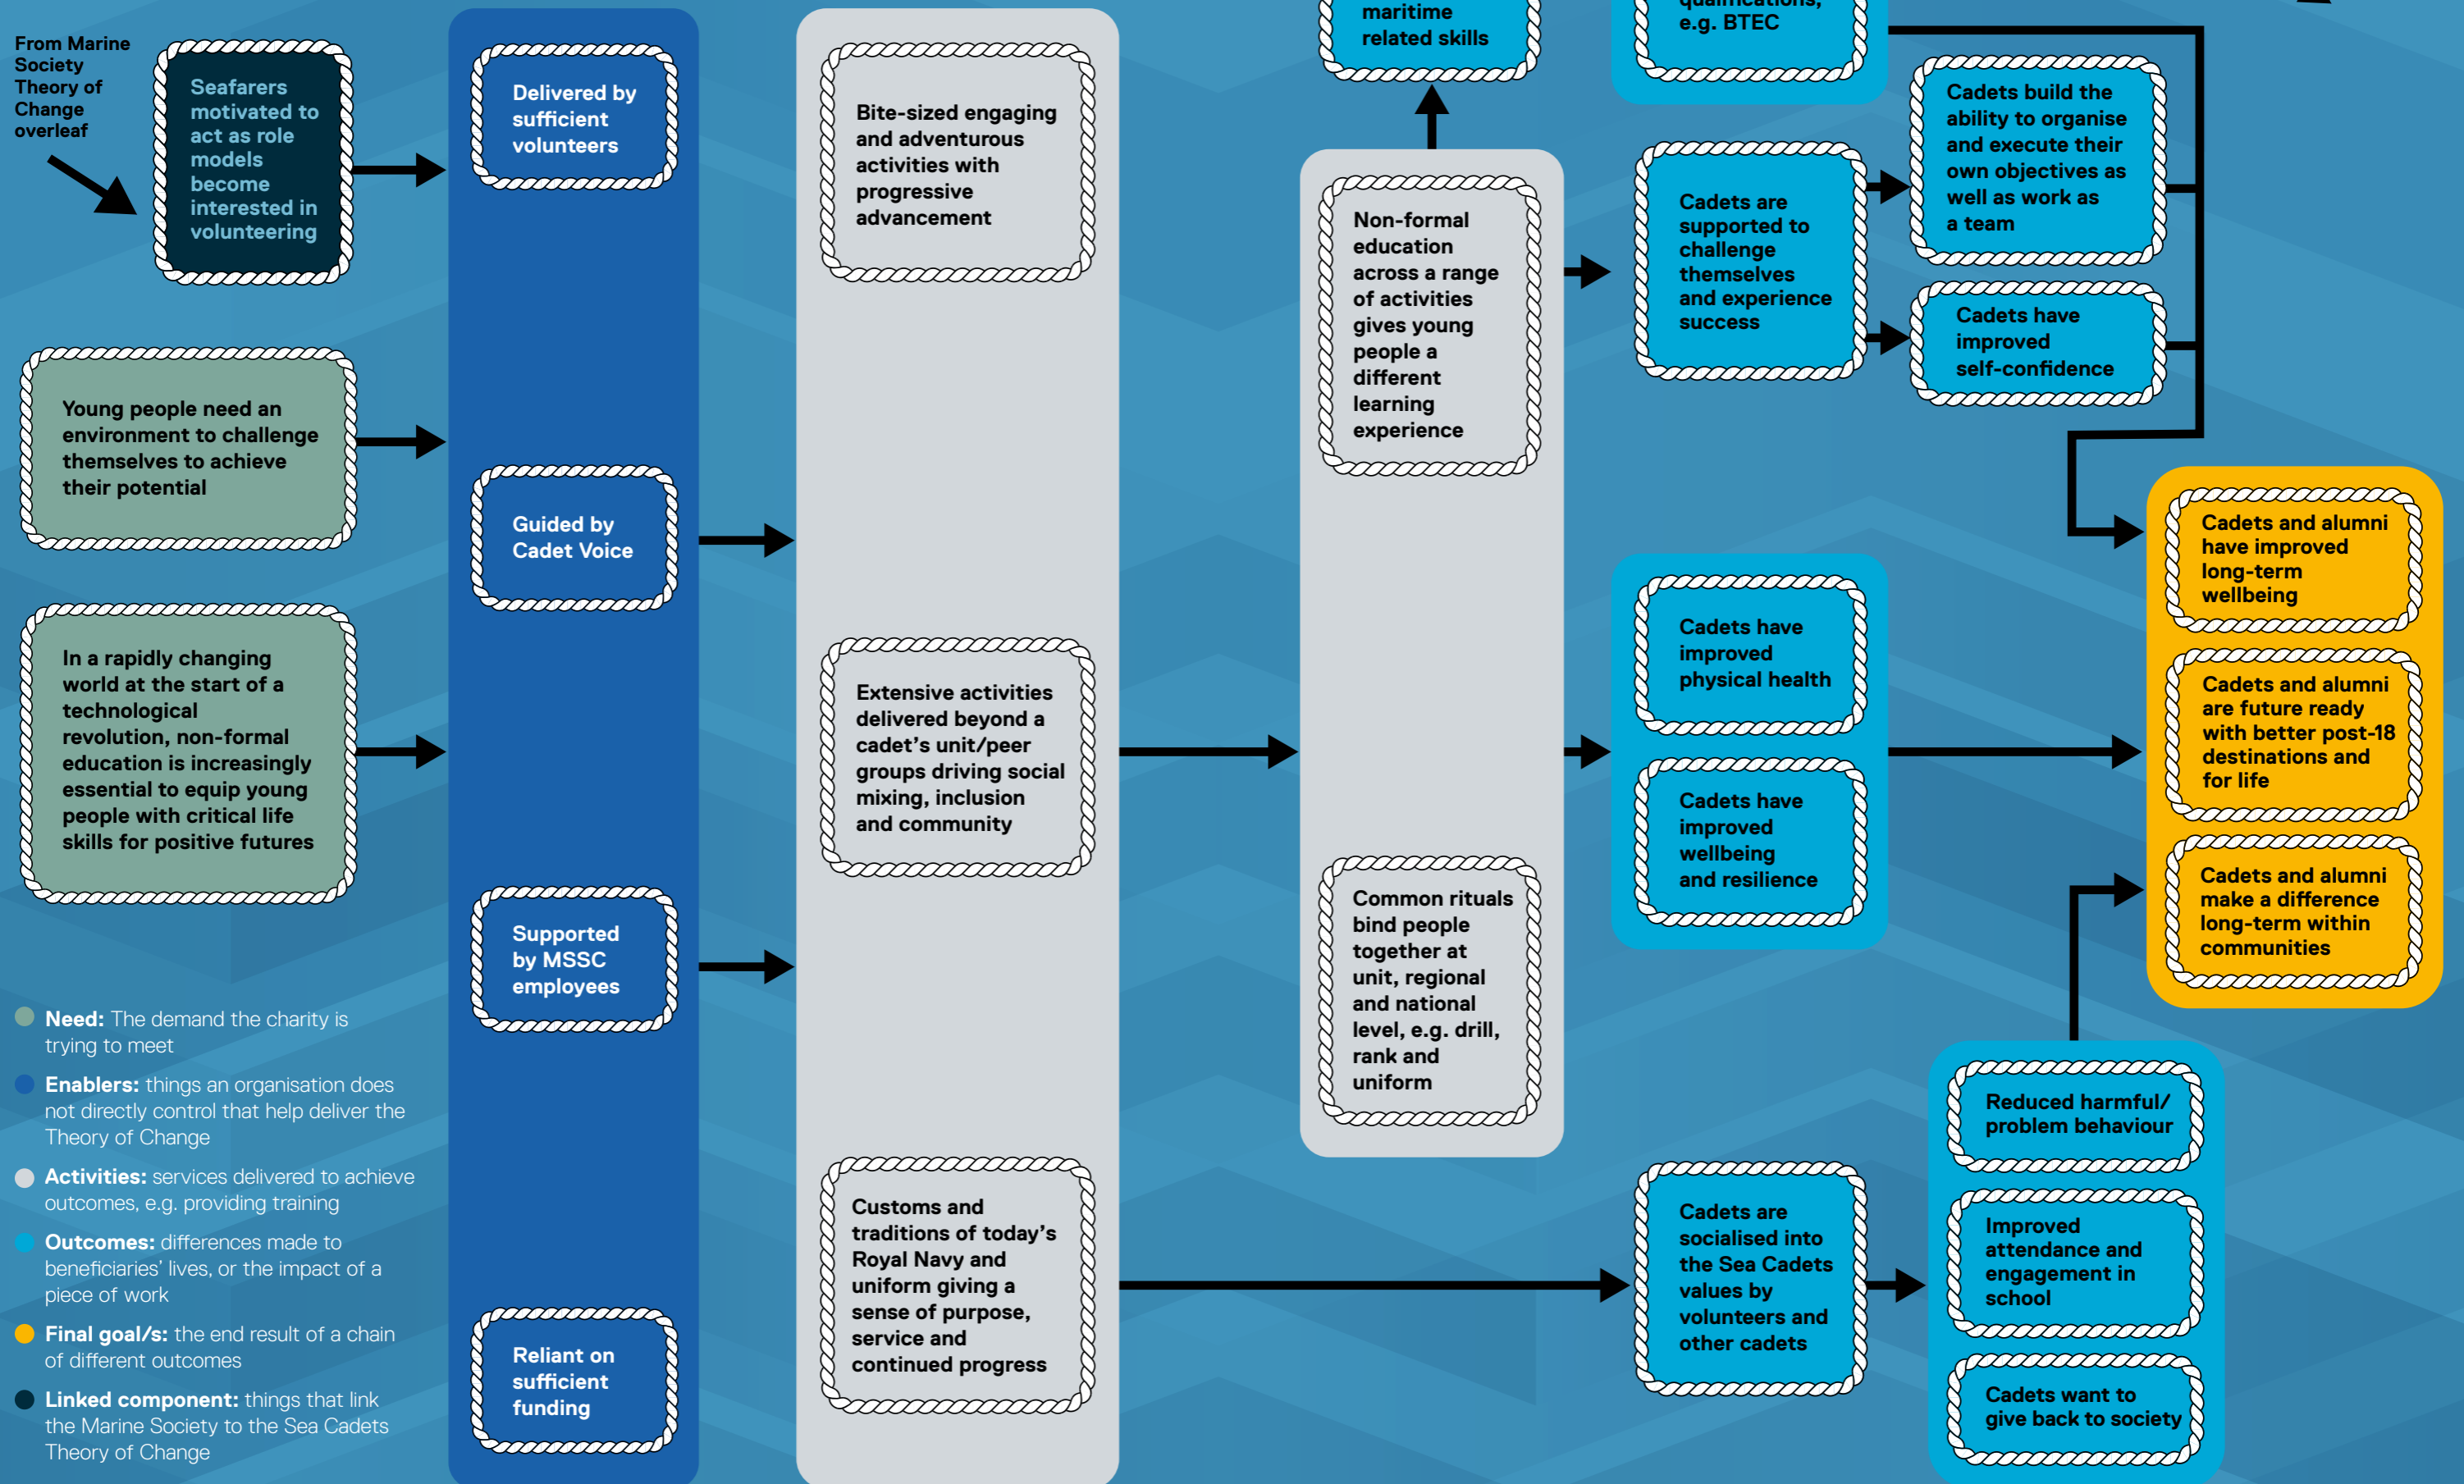 From Marine
Society
Theory of
Change
overleaf
Seafarers
motivated to
act as role
models
become
interested in
volunteering
Young people need an
environment to challenge
themselves to achieve
their potential
In a rapidly changing
world at the start of a
technological
revolution, non-formal
education is increasingly
essential to equip young
people with critical life
skills for positive futures
Need: The demand the charity is
trying to meet
Enablers: things an organisation does
not directly control that help deliver the
Theory of Change
Activities: services delivered to achieve
outcomes, e.g. providing training
Outcomes: differences made to
beneficiaries' lives, or the impact of a
piece of work
Final goal/s: the end result of a chain
of different outcomes
Linked component: things that link
the Marine Society to the Sea Cadets
Theory of Change
Delivered by
sufficient
volunteers
Guided by
Cadet Voice
Supported
by MSSC
employees
Reliant on
sufficient
funding
Bite-sized engaging
and adventurous
activities with
progressive
advancement
Extensive activities
delivered beyond a
cadet's unit/peer
groups driving social
mixing, inclusion
and community
Customs and
traditions of today's
Royal Navy and
uniform giving a
sense of purpose,
service and
continued progress
maritime
related skills
Non-formal
education
across a range
of activities
gives young
people a
different
learning
experience
Common rituals
bind people
together at
unit, regional
and national
level, e.g. drill,
rank and
uniform
qualifications,
e.g. BTEC
Cadets are
supported to
challenge
themselves
and experience
success
Cadets have
improved
physical health
Cadets have
improved
wellbeing
and resilience
Cadets are
socialised into
the Sea Cadets
values by
volunteers and
other cadets
Cadets build the
ability to organise
and execute their
own objectives as
well as work as
a team
Cadets have
improved
self-confidence
Cadets and alumni
have improved
long-term
wellbeing
Cadets and alumni
are future ready
with better post-18
destinations and
for life
Cadets and alumni
make a difference
long-term within
communities
Reduced harmful/
problem behaviour
Improved
attendance and
engagement in
school
Cadets want to
give back to society